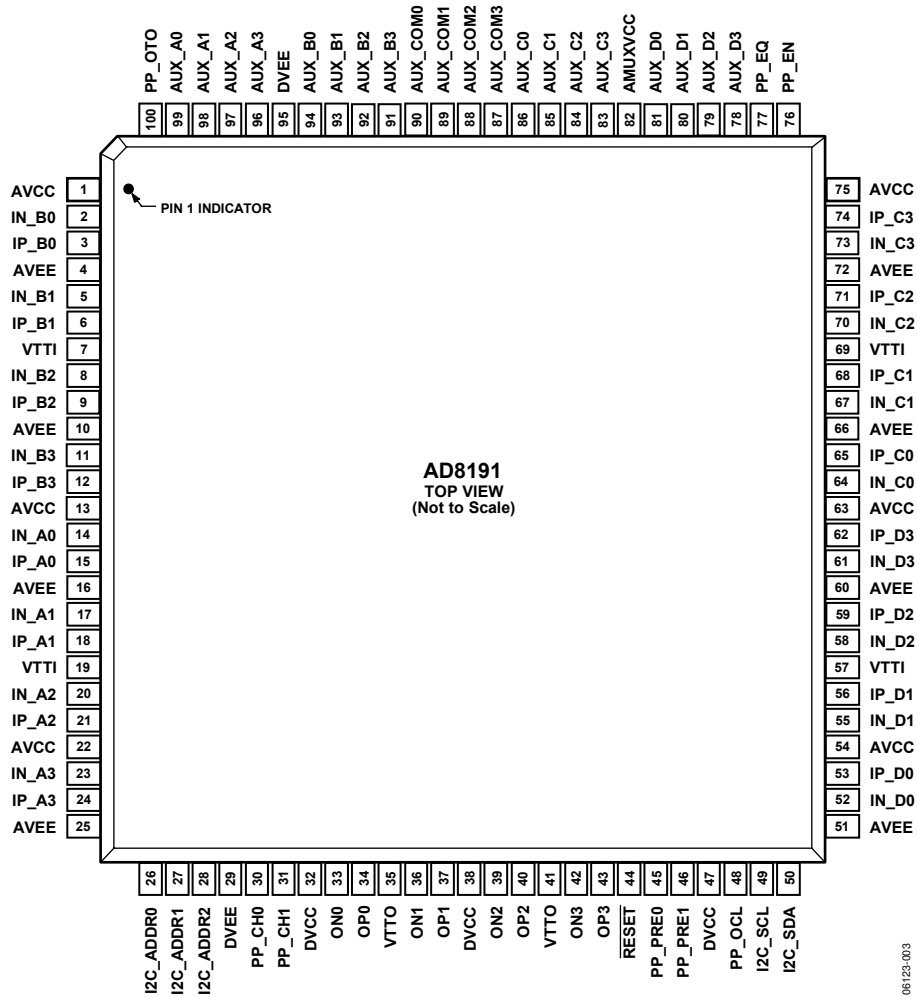 PP_OTO
AUX_A0
AUX_A1
AUX_A2
AUX_A3
DVEE
AUX_B0
AUX_B1
AUX_B2
AUX_B3
AUX_COM0
AUX_COM1
AUX_COM2
AUX_COM3
AUX_C0
AUX_C1
AUX_C2
AUX_C3
AMUXVCC
AUX_D0
AUX_D1
AUX_D2
AUX_D3
PP_EQ
PP_EN
100 99 98 97 96 95 94 93 92 91 90 89 88 87 86 85 84 83 82 81 80 79 78 77 76
AVCC 1
IN_B0 2
IP_B0 3
AVEE 4
IN_B1 5
IP_B1 6
VTTI 7
IN_B2 8
IP_B2 9
AVEE 10
IN_B3 11
IP_B3 12
AVCC 13
IN_A0 14
IP_A0 15
AVEE 16
IN_A1 17
IP_A1 18
VTTI 19
IN_A2 20
IP_A2 21
AVCC 22
IN_A3 23
IP_A3 24
AVEE 25
PIN 1 INDICATOR
AD8191
TOP VIEW
(Not to Scale)
75 AVCC
74 IP_C3
73 IN_C3
72 AVEE
71 IP_C2
70 IN_C2
69 VTTI
68 IP_C1
67 IN_C1
66 AVEE
65 IP_C0
64 IN_C0
63 AVCC
62 IP_D3
61 IN_D3
60 AVEE
59 IP_D2
58 IN_D2
57 VTTI
56 IP_D1
55 IN_D1
54 AVCC
53 IP_D0
52 IN_D0
51 AVEE
26 27 28 29 30 31 32 33 34 35 36 37 38 39 40 41 42 43 44 45 46 47 48 49 50
I2C_ADDR0
I2C_ADDR1
I2C_ADDR2
DVEE
PP_CH0
PP_CH1
DVCC
ON0
OP0
VTTO
ON1
OP1
DVCC
ON2
OP2
VTTO
ON3
OP3
RESET
PP_PRE0
PP_PRE1
DVCC
PP_OCL
I2C_SCL
I2C_SDA
06123-003